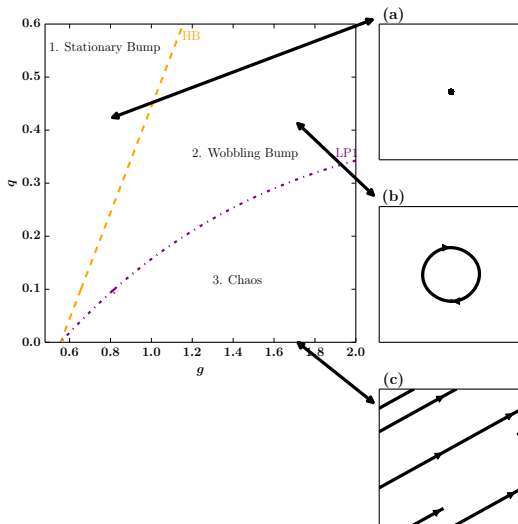 (a)
0.6
HB
1. Stationary Bump
0.5
0.4
2. Wobbling Bump
LP1
q
0.3
(b)
0.2
3. Chaos
0.1
0.0
0.6 0.8 1.0 1.2 1.4 1.6 1.8 2.0
g
(c)